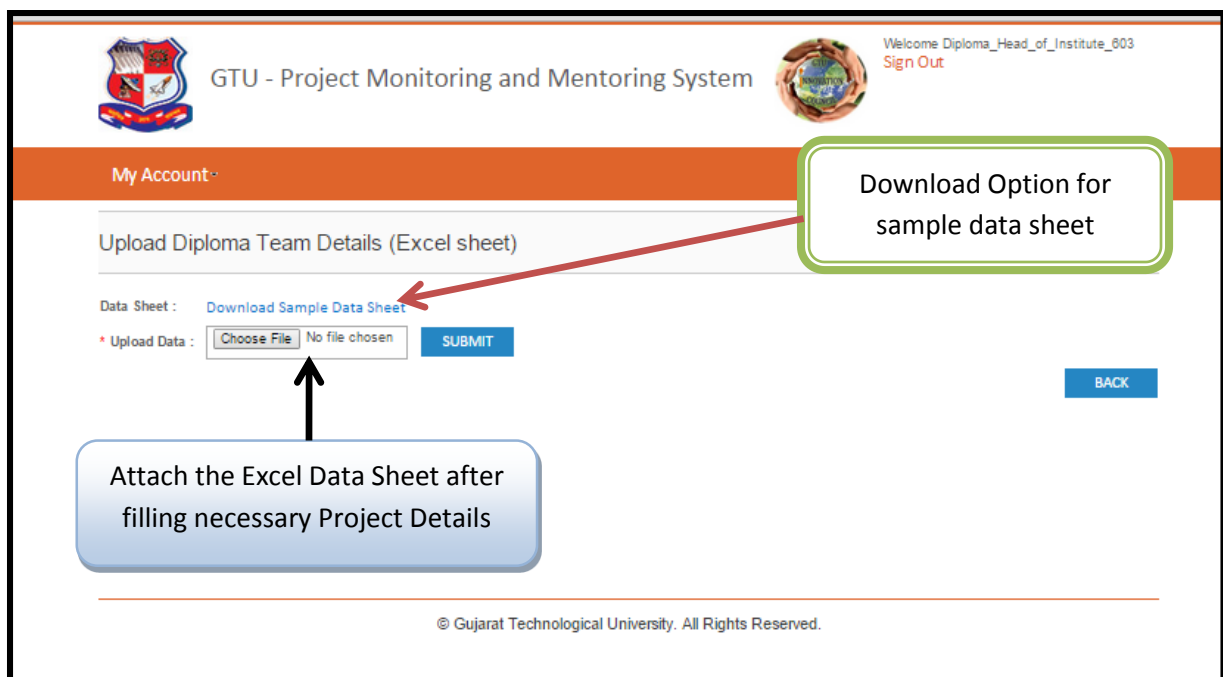 Welcome Diploma_Head_of_Institute_603
Sign Out
GTU - Project Monitoring and Mentoring System
INNOVATION
COUNCIL
My Account
Download Option for
sample data sheet
Upload Diploma Team Details (Excel sheet)
Data Sheet : Download Sample Data Sheet
* Upload Data : Choose File No file chosen SUBMIT
BACK
Attach the Excel Data Sheet after
filling necessary Project Details
© Gujarat Technological University. All Rights Reserved.